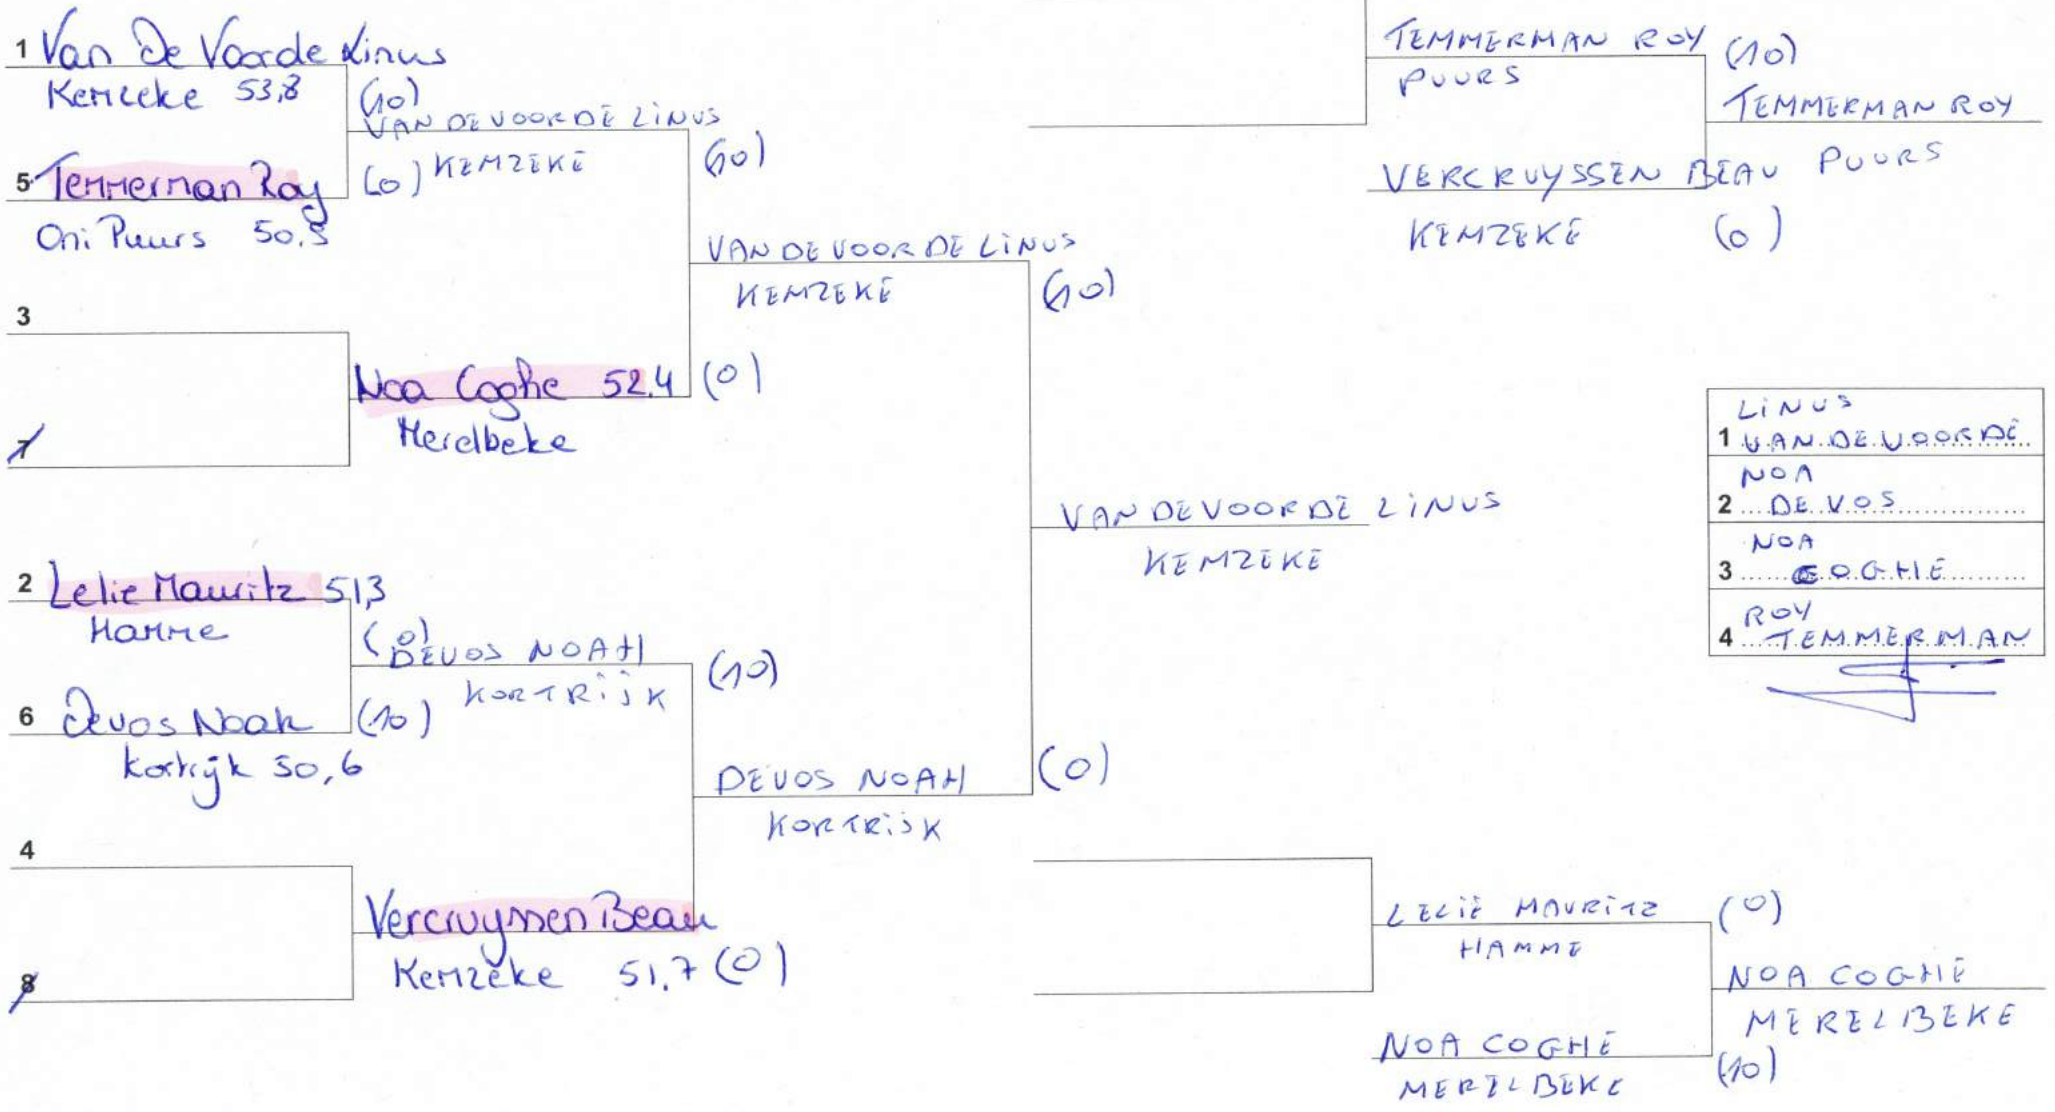 1 Van De Voorde Linus
Kemzeke 53,8
(10)
VAN DE VOORDE LINUS
KEMZEKE
5 Temmerman Roy
(0)
Oni Puurs 50.5
(10)
VAN DE VOORDE LINUS
KEMZEKE
(10)
3
Noa Coghe 52.4 (0)
Merelbeke
7
VAN DE VOORDE LINUS
KEMZEKE
2 Lelie Mauritz 51,3
Hamme
(0)
DEVOS NOAH
KORTRIJK
(10)
6 Devos Noah (10)
Kortrijk 50,6
DEVOS NOAH (0)
KORTRIJK
4
Vercruyssen Beau
Kemzeke 51,7 (0)
8
TEMMERMAN ROY (10)
PUURS
TEMMERMAN ROY
PUURS
VERCRUYSSEN BEAU
KEMZEKE (0)
LINUS
1 VAN DE VOORDE
NOA
2 DE VOS
NOA
3 COGHE
ROY
4 TEMMERMAN
LELIE MAURITZ (0)
HAMME
NOA COGHE
MERELBEKE
NOA COGHE
MERELBEKE (10)